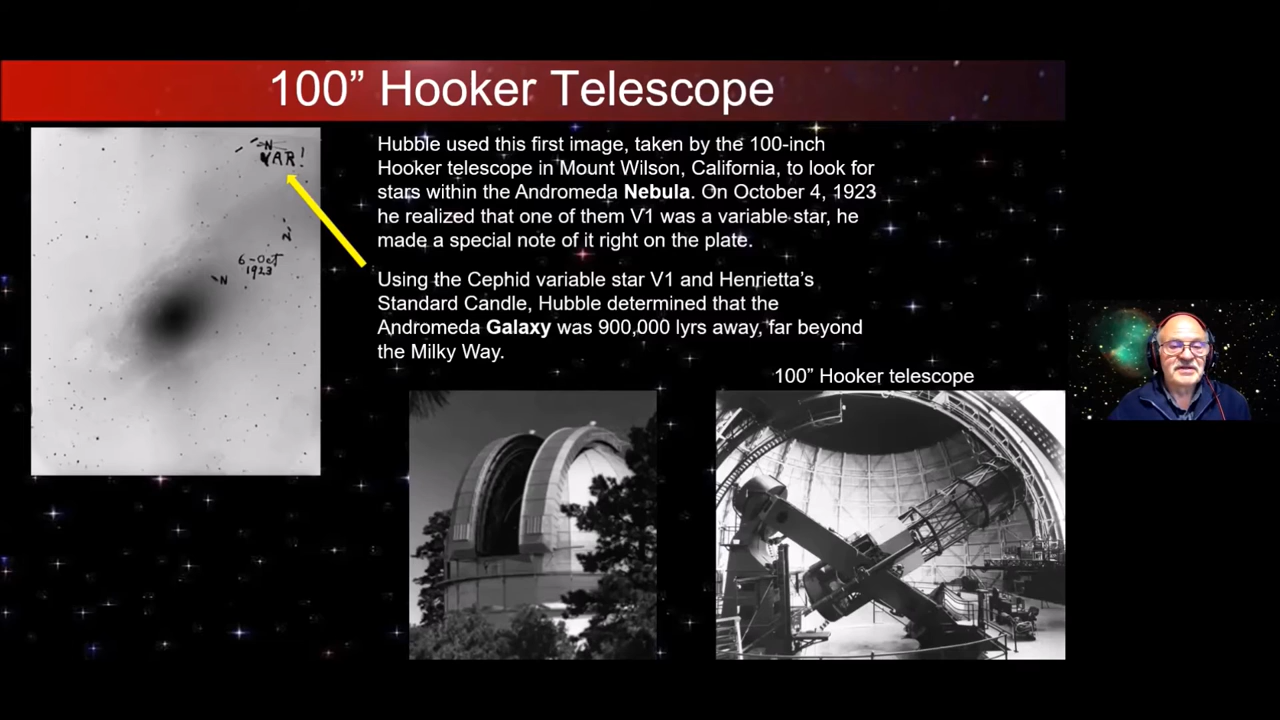 100” Hooker Telescope
N
VAR!
N
6-Oct
1923
N
Hubble used this first image, taken by the 100-inch
Hooker telescope in Mount Wilson, California, to look for
stars within the Andromeda Nebula. On October 4, 1923
he realized that one of them V1 was a variable star, he
made a special note of it right on the plate.
Using the Cephid variable star V1 and Henrietta’s
Standard Candle, Hubble determined that the
Andromeda Galaxy was 900,000 lyrs away, far beyond
the Milky Way.
100” Hooker telescope